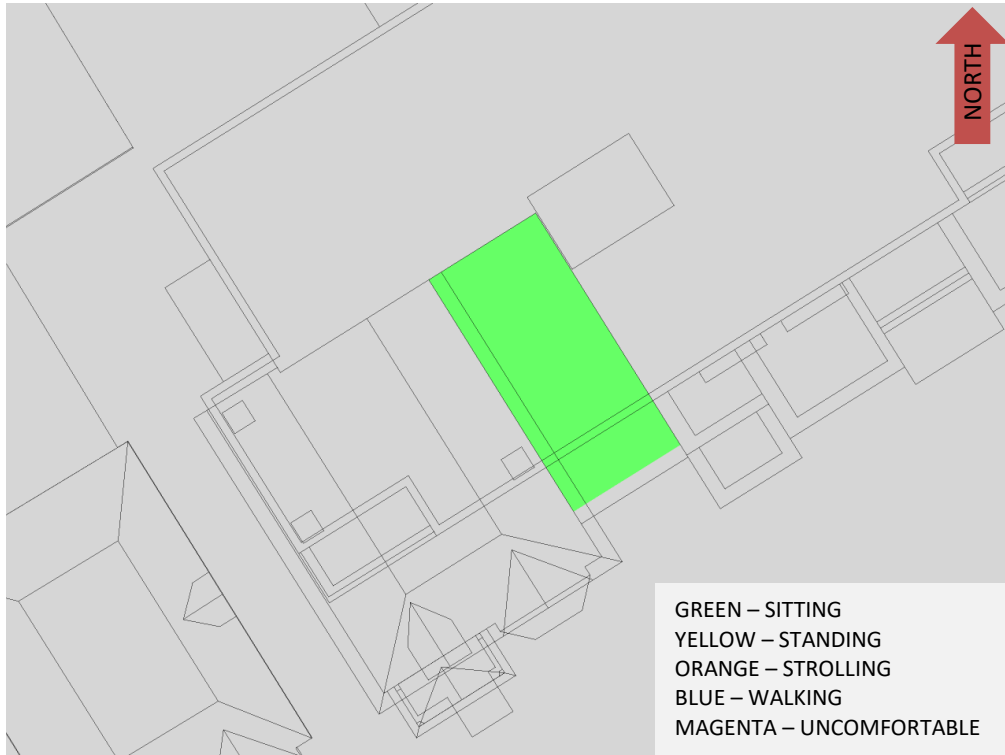 NORTH
GREEN – SITTING
YELLOW – STANDING
ORANGE – STROLLING
BLUE – WALKING
MAGENTA – UNCOMFORTABLE